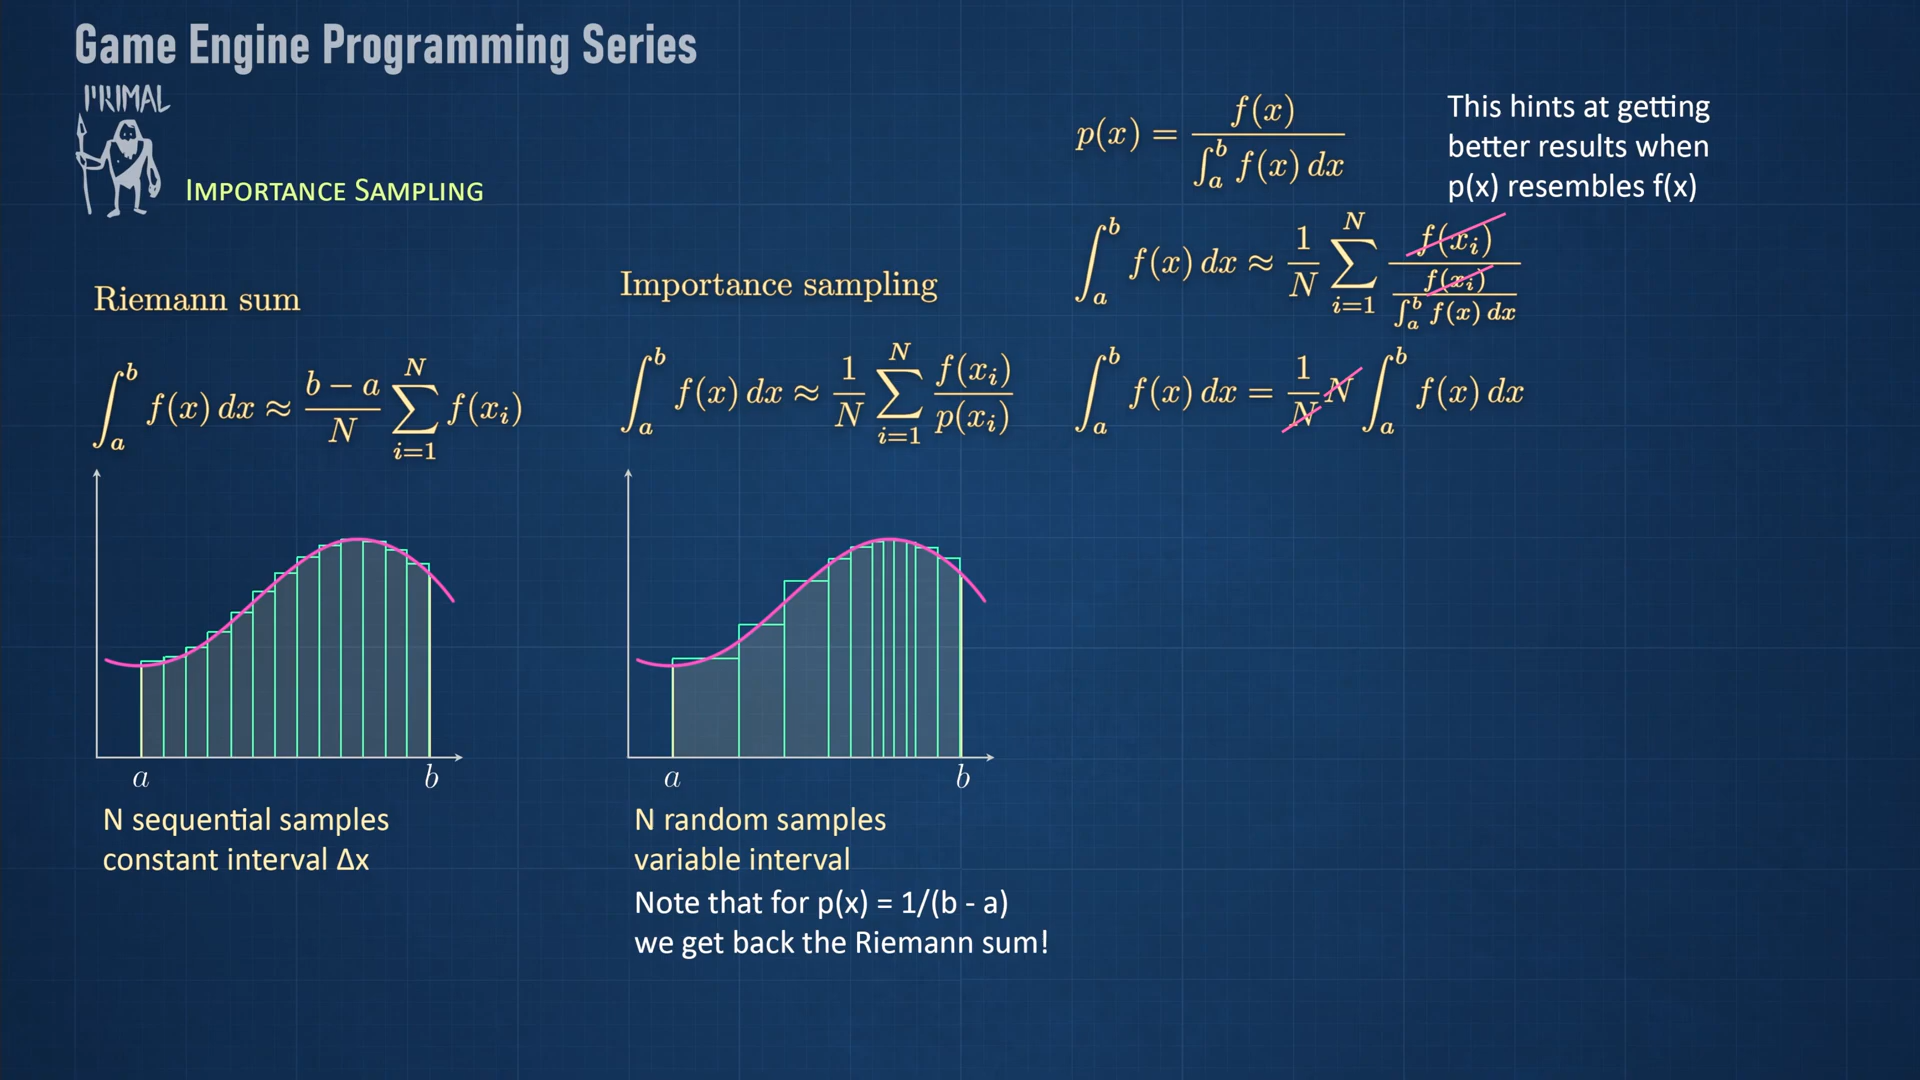 Game Engine Programming Series
PRIMAL
Importance Sampling
Riemann sum
∫_a^b f(x) dx ≈ (b − a)/N ∑_{i=1}^N f(x_i)
a
b
N sequential samples
constant interval Δx
Importance sampling
∫_a^b f(x) dx ≈ 1/N ∑_{i=1}^N f(x_i)/p(x_i)
a
b
N random samples
variable interval
Note that for p(x) = 1/(b - a)
we get back the Riemann sum!
p(x) = f(x)/∫_a^b f(x) dx
∫_a^b f(x) dx ≈ 1/N ∑_{i=1}^N f(x_i)/(f(x_i)/∫_a^b f(x) dx)
∫_a^b f(x) dx = 1/N N ∫_a^b f(x) dx
This hints at getting
better results when
p(x) resembles f(x)